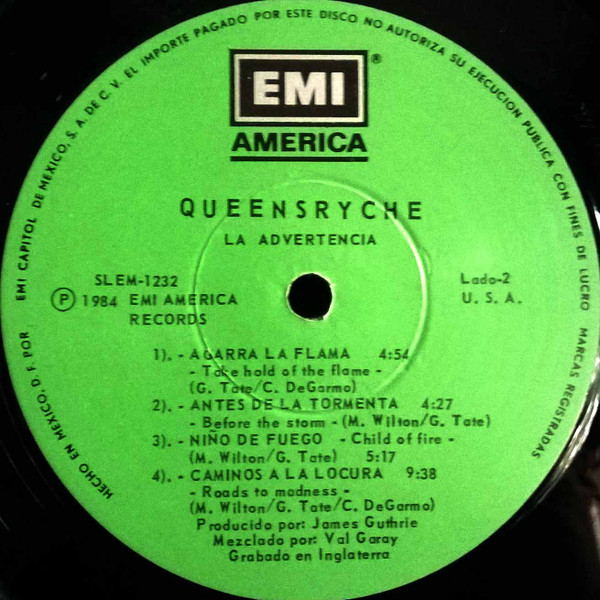 HECHO EN MEXICO, D. F. POR EMI CAPITOL DE MEXICO, S. A. DE C. V. EL IMPORTE PAGADO POR ESTE DISCO NO AUTORIZA SU EJECUCION PUBLICA CON FINES DE LUCRO MARCAS REGISTRADAS
EMI ®
AMERICA
QUEENSRYCHE
LA ADVERTENCIA
SLEM-1232
Ⓟ 1984 EMI AMERICA
RECORDS
Lado-2
U. S. A.
1). - AGARRA LA FLAMA 4:54
- Take hold of the flame -
(G. Tate/C. DeGarmo)
2). - ANTES DE LA TORMENTA 4:27
- Before the storm - (M. Wilton/G. Tate)
3). - NIÑO DE FUEGO - Child of fire -
(M. Wilton/G. Tate) 5:17
4). - CAMINOS A LA LOCURA 9:38
- Roads to madness -
(M. Wilton/G. Tate/C. DeGarmo)
Producido por: James Guthrie
Mezclado por: Val Garay
Grabado en Inglaterra